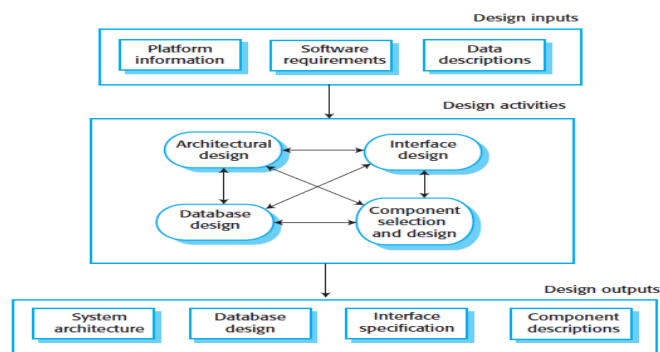 Design inputs
Platform
information
Software
requirements
Data
descriptions
Design activities
Architectural
design
Interface
design
Database
design
Component
selection
and design
Design outputs
System
architecture
Database
design
Interface
specification
Component
descriptions